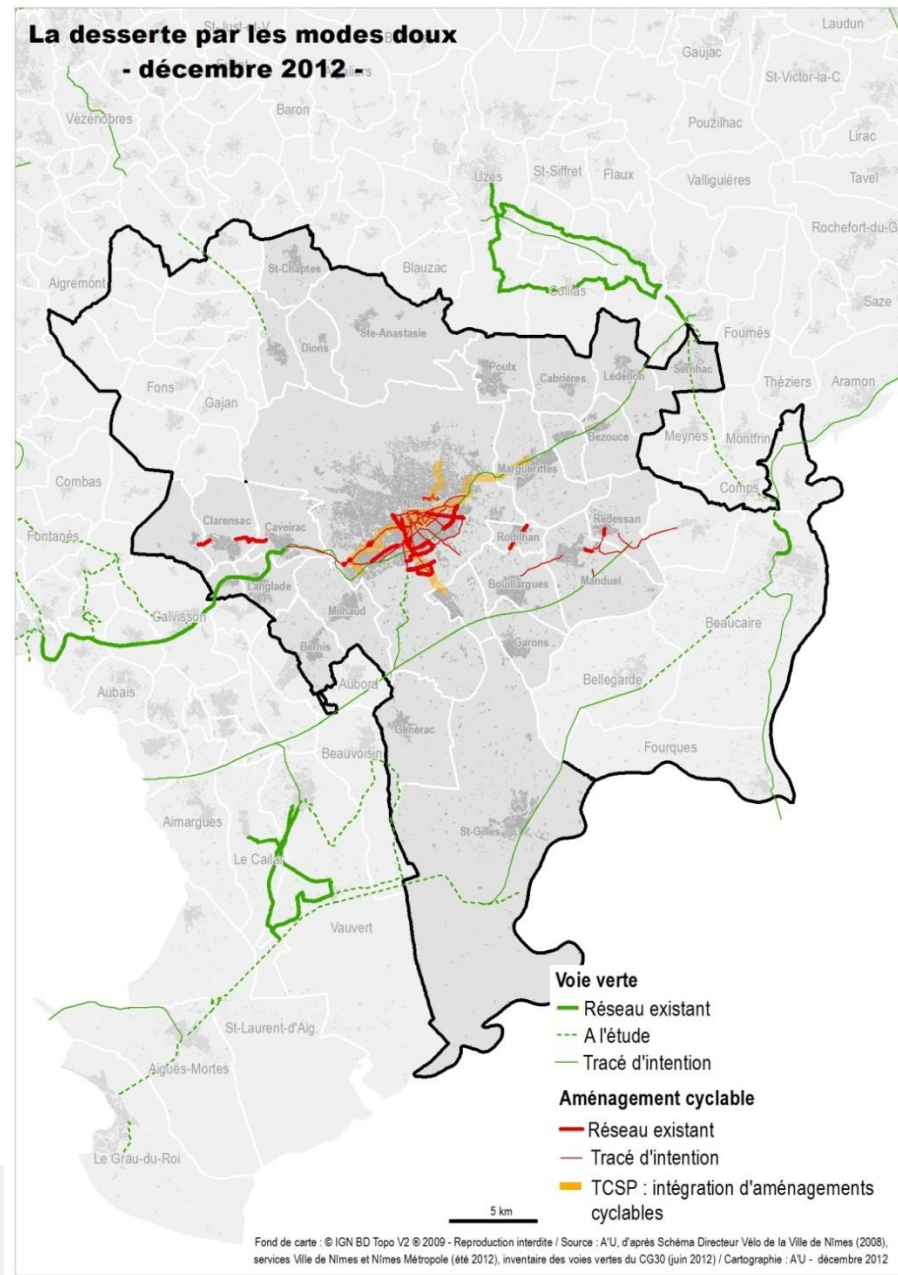 La desserte par les modes doux
- décembre 2012 -
St-Just-et-V.
Laudun
Gaujac
St-Victor-la-C.
Vézénobres
Baron
Pouzilhac
Lirac
St-Siffret
Flaux
Valliguières
Tavel
Uzès
Rochefort-du-G
Aigremont
St-Chaptes
Blauzac
Collias
Saze
Ste-Anastasie
Fournés
Dions
Poulx
Cabrières
Lédenon
Sernhac
Théziers
Aramon
Fons
Gajan
Bezouce
Meynes
Montfrin
Marguerittes
Combas
Comps
Nîmes
Clarensac
Caveirac
Redessan
Rodilhan
Fontanés
Langlade
Bouillargues
Manduel
Calvisson
Milhaud
Beaucaire
Bernis
Garons
Aubais
Aubord
Bellegarde
Générac
Beauvoisin
Fourques
Aimargues
St-Gilles
Le Cailar
Vauvert
St-Laurent-d'Aig.
Aigues-Mortes
Le Grau-du-Roi
Voie verte
Réseau existant
A l'étude
Tracé d'intention
Aménagement cyclable
Réseau existant
Tracé d'intention
TCSP : intégration d'aménagements
cyclables
5 km
Fond de carte : © IGN BD Topo V2 ® 2009 - Reproduction interdite / Source : A'U, d'après Schéma Directeur Vélo de la Ville de Nîmes (2008),
services Ville de Nîmes et Nîmes Métropole (été 2012), inventaire des voies vertes du CG30 (juin 2012) / Cartographie : A'U - décembre 2012